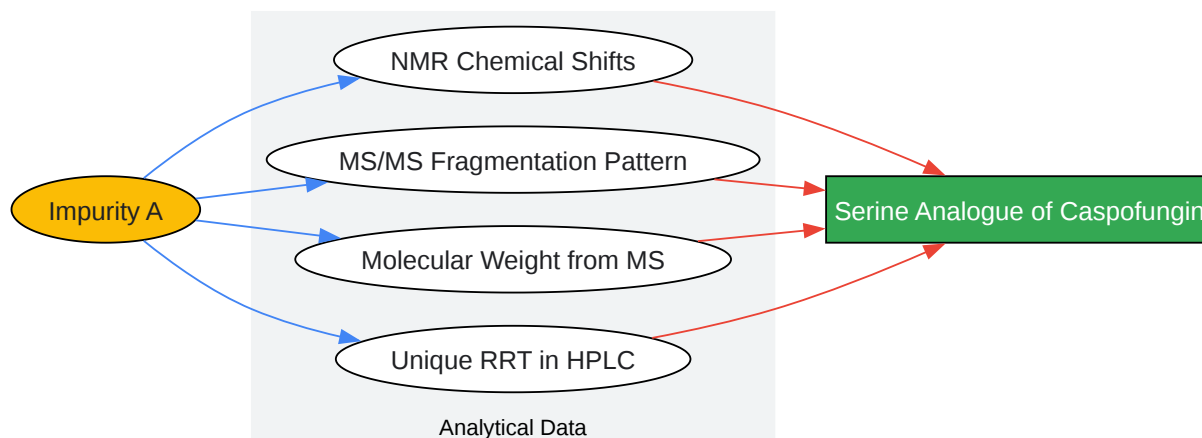 NMR Chemical Shifts
MS/MS Fragmentation Pattern
Impurity A
Serine Analogue of Caspofungin
Molecular Weight from MS
Unique RRT in HPLC
Analytical Data